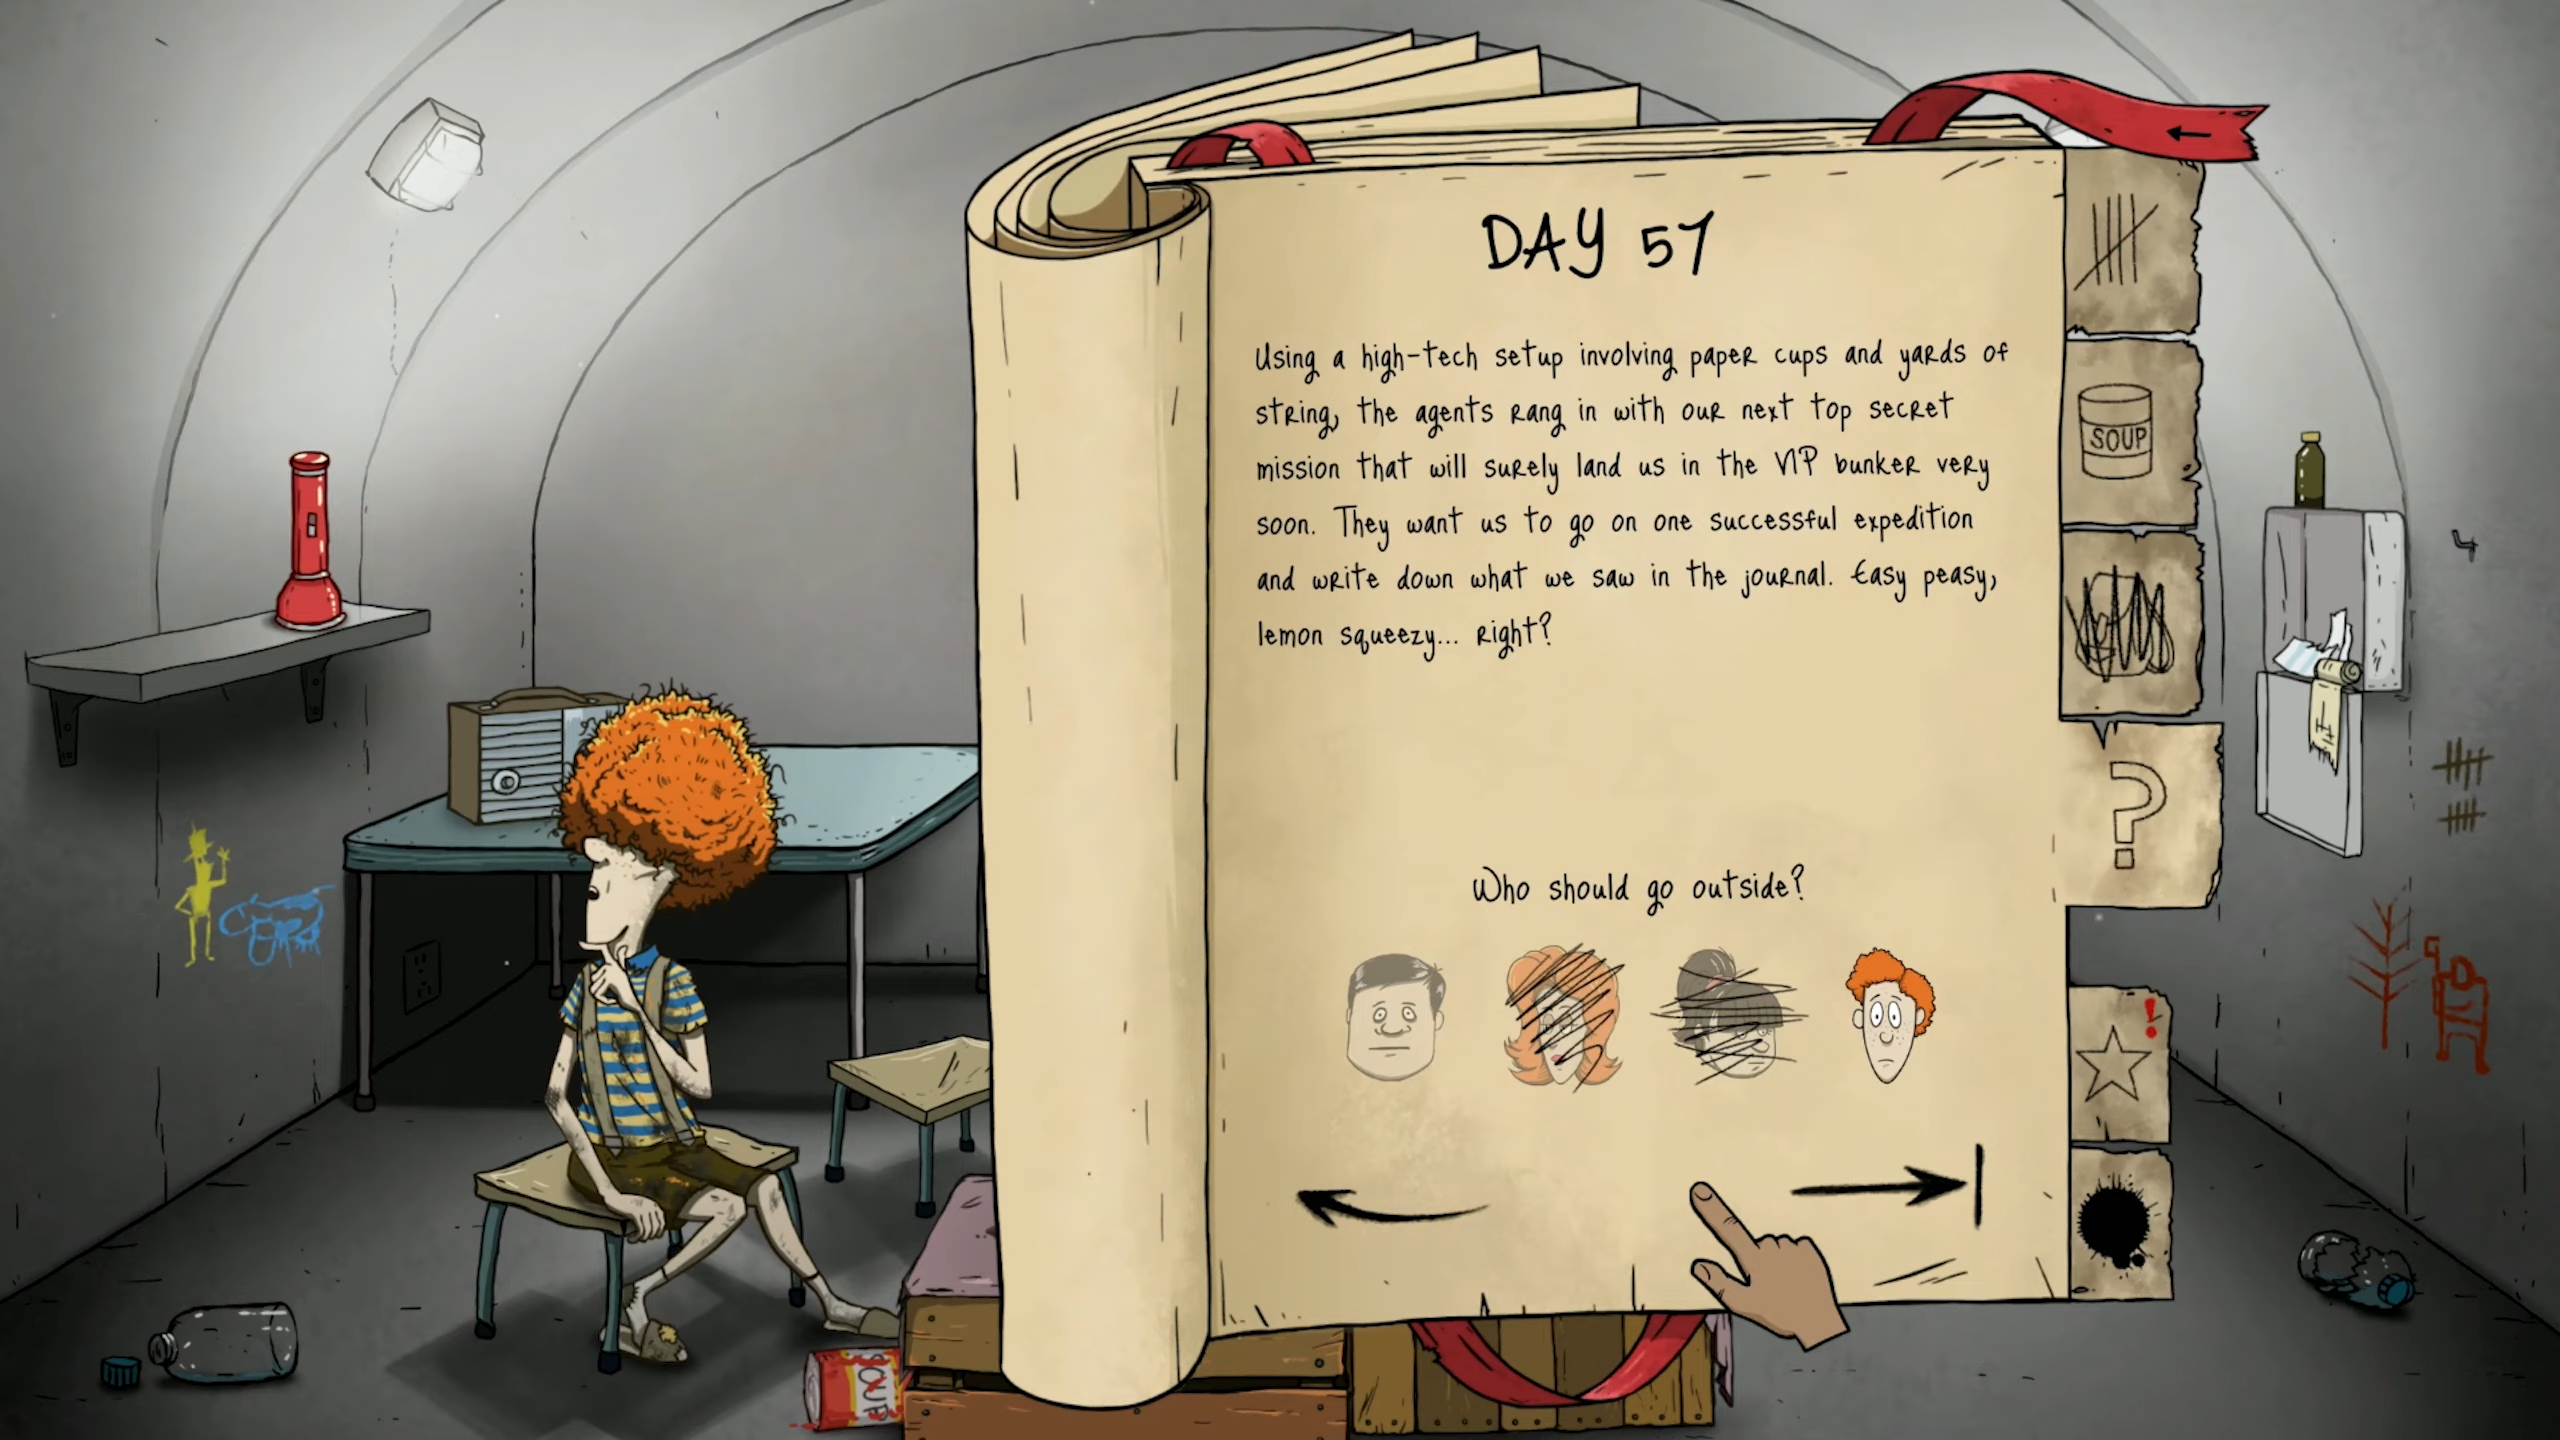 DAY 57
Using a high-tech setup involving paper cups and yards of
string, the agents rang in with our next top secret
mission that will surely land us in the VIP bunker very
soon. They want us to go on one successful expedition
and write down what we saw in the journal. Easy peasy,
lemon squeezy... right?
Who should go outside?
SOUP
!
?
SOUP